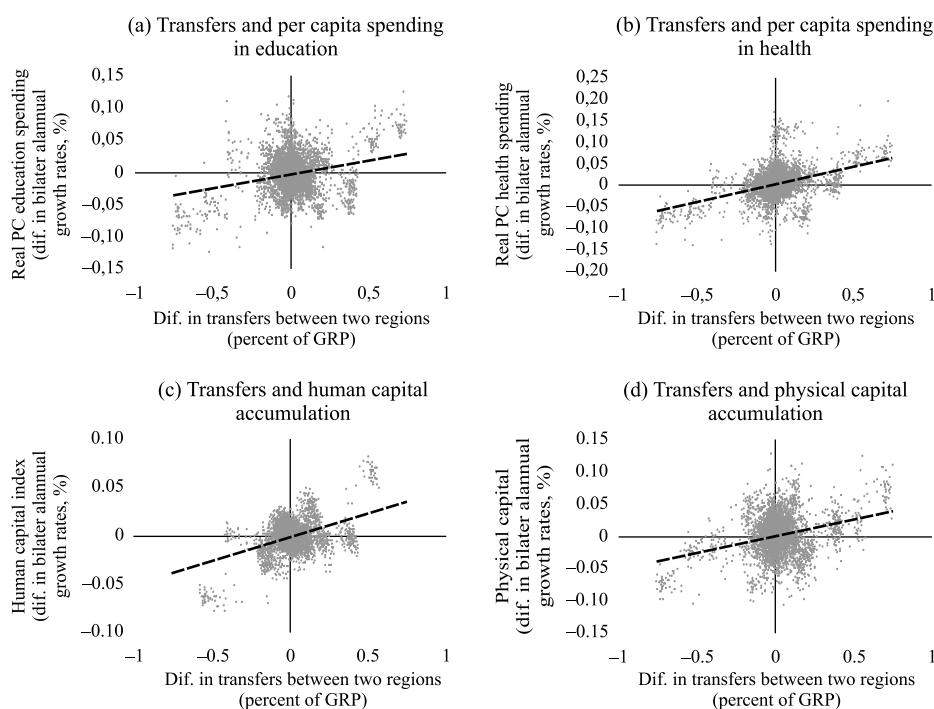 (a) Transfers and per capita spending
in education
Real PC education spending
(dif. in bilater alannual
growth rates, %)
0,15
0,10
0,05
0
–0,05
–0,10
–0,15
–1
–0,5
0
0,5
1
Dif. in transfers between two regions
(percent of GRP)
(b) Transfers and per capita spending
in health
Real PC health spending
(dif. in bilater alannual
growth rates, %)
0,25
0,20
0,15
0,10
0,05
0
–0,05
–0,10
–0,15
–0,20
–1
–0,5
0
0,5
1
Dif. in transfers between two regions
(percent of GRP)
(c) Transfers and human capital
accumulation
Human capital index
(dif. in bilater alannual
growth rates, %)
0.10
0.05
0
–0.05
–0.10
–1
–0.5
0
0.5
1
Dif. in transfers between two regions
(percent of GRP)
(d) Transfers and physical capital
accumulation
Physical capital
(dif. in bilater alannual
growth rates, %)
0.15
0.10
0.05
0
–0.05
–0.10
–0.15
–1
–0.5
0
0.5
1
Dif. in transfers between two regions
(percent of GRP)